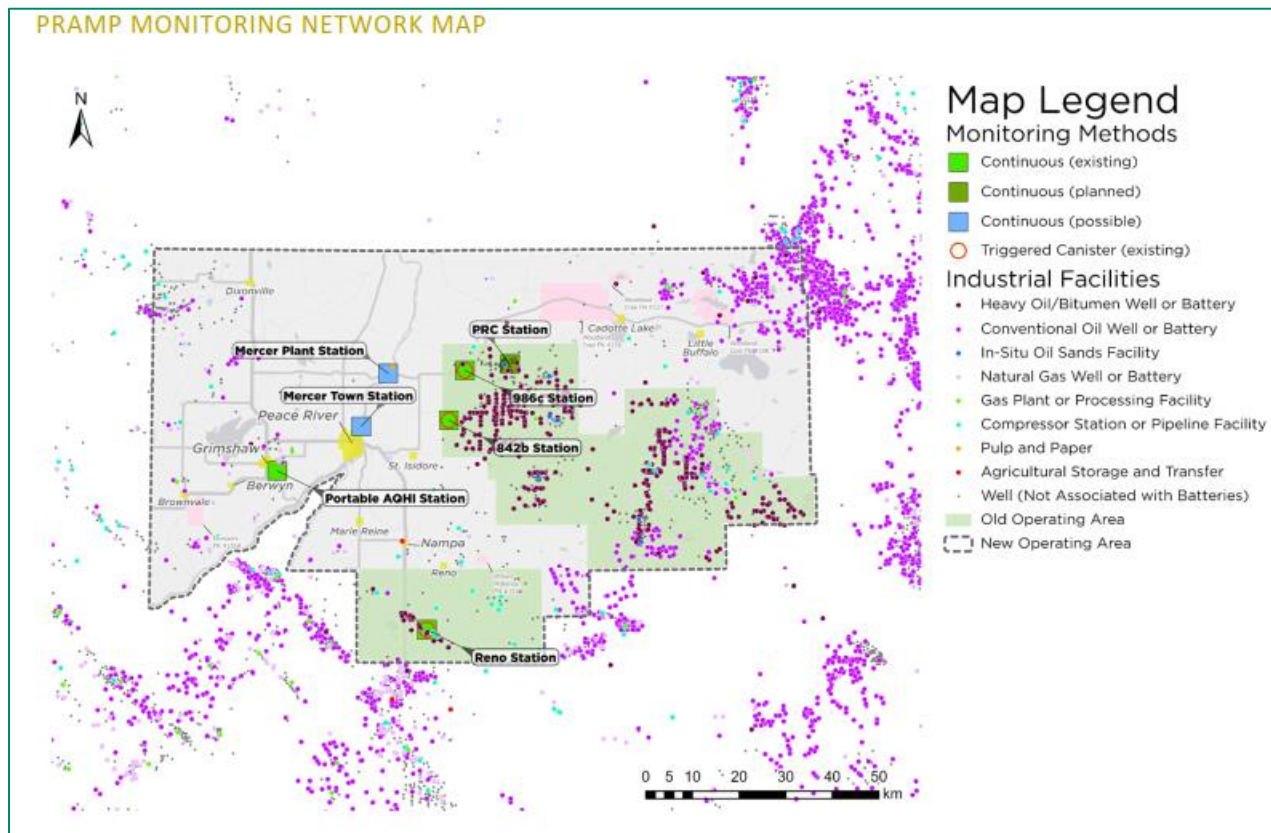 PRAMP MONITORING NETWORK MAP
N
Map Legend
Monitoring Methods
Continuous (existing)
Continuous (planned)
Continuous (possible)
Triggered Canister (existing)
Industrial Facilities
Heavy Oil/Bitumen Well or Battery
Conventional Oil Well or Battery
In-Situ Oil Sands Facility
Natural Gas Well or Battery
Gas Plant or Processing Facility
Compressor Station or Pipeline Facility
Pulp and Paper
Agricultural Storage and Transfer
Well (Not Associated with Batteries)
Old Operating Area
New Operating Area
Dixonville
Cadotte Lake
Little
Buffalo
PRC Station
Mercer Plant Station
986c Station
Mercer Town Station
Peace River
842b Station
Grimshaw
St. Isidore
Berwyn
Portable AQHI Station
Brownvale
Marie Reine
Nampa
Reno
Reno Station
0 5 10 20 30 40 50
km